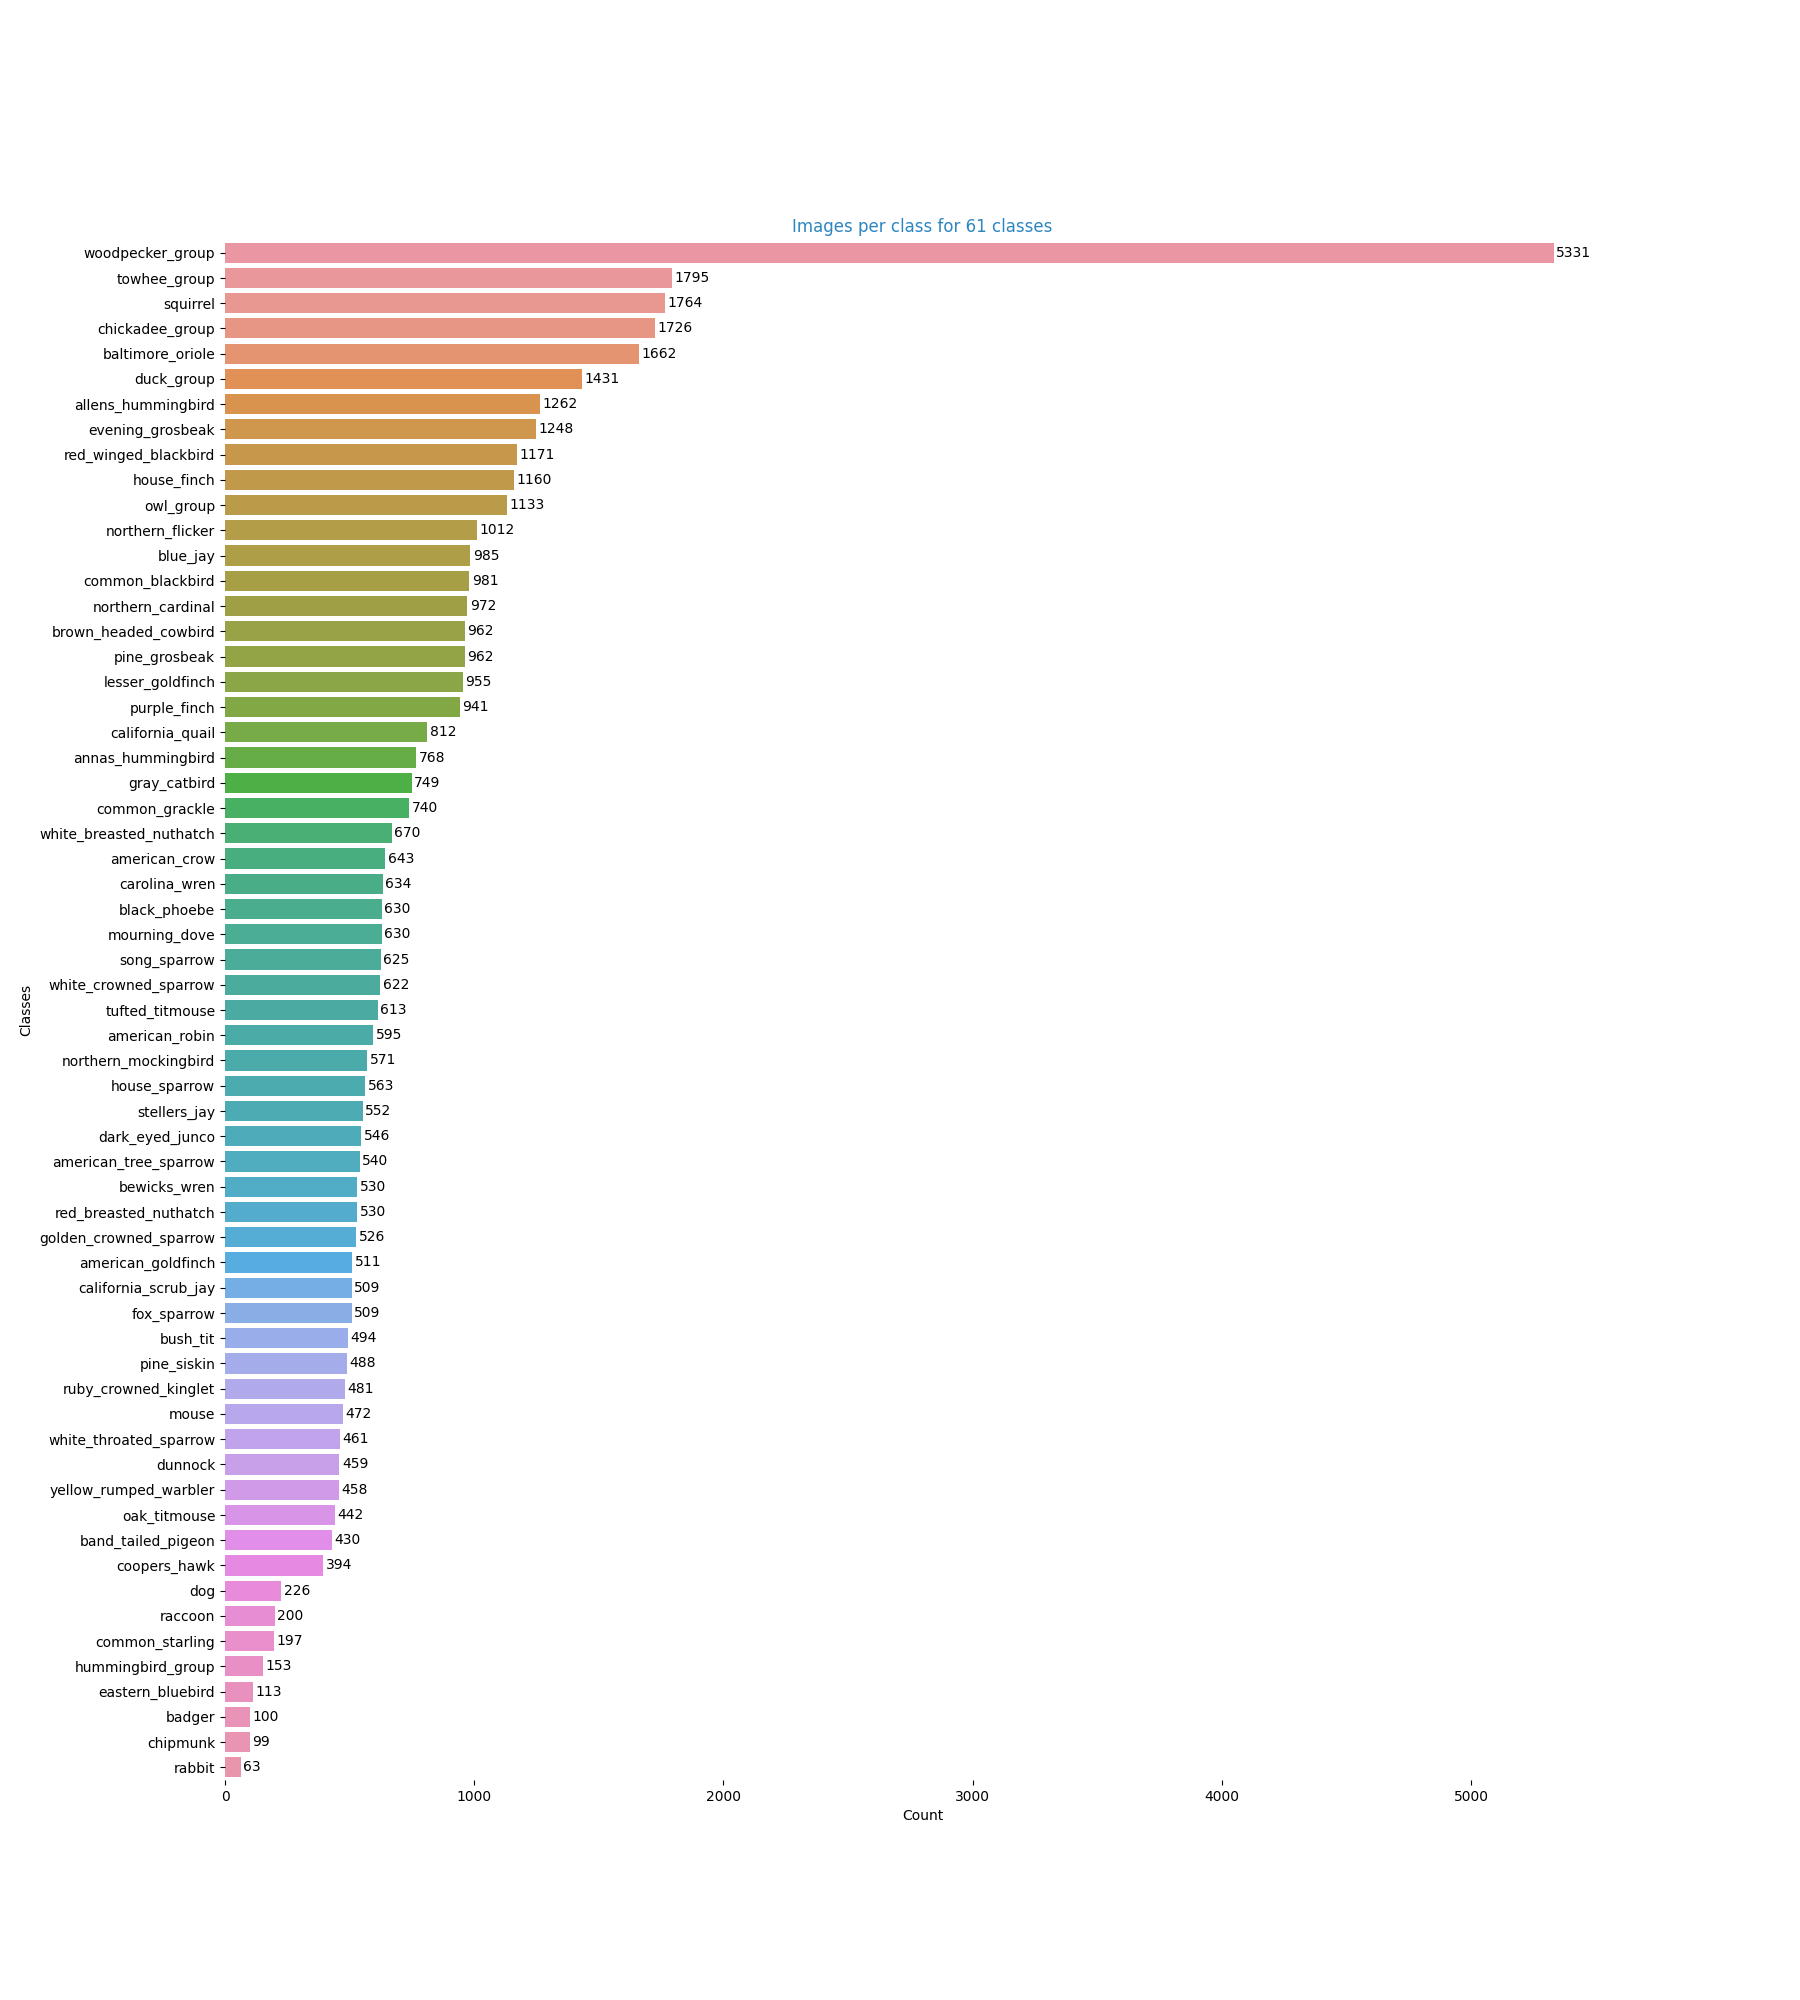 Images per class for 61 classes
woodpecker_group 5331
towhee_group 1795
squirrel 1764
chickadee_group 1726
baltimore_oriole 1662
duck_group 1431
allens_hummingbird 1262
evening_grosbeak 1248
red_winged_blackbird 1171
house_finch 1160
owl_group 1133
northern_flicker 1012
blue_jay 985
common_blackbird 981
northern_cardinal 972
brown_headed_cowbird 962
pine_grosbeak 962
lesser_goldfinch 955
purple_finch 941
california_quail 812
annas_hummingbird 768
gray_catbird 749
common_grackle 740
white_breasted_nuthatch 670
american_crow 643
carolina_wren 634
black_phoebe 630
mourning_dove 630
song_sparrow 625
white_crowned_sparrow 622
tufted_titmouse 613
american_robin 595
northern_mockingbird 571
house_sparrow 563
stellers_jay 552
dark_eyed_junco 546
american_tree_sparrow 540
bewicks_wren 530
red_breasted_nuthatch 530
golden_crowned_sparrow 526
american_goldfinch 511
california_scrub_jay 509
fox_sparrow 509
bush_tit 494
pine_siskin 488
ruby_crowned_kinglet 481
mouse 472
white_throated_sparrow 461
dunnock 459
yellow_rumped_warbler 458
oak_titmouse 442
band_tailed_pigeon 430
coopers_hawk 394
dog 226
raccoon 200
common_starling 197
hummingbird_group 153
eastern_bluebird 113
badger 100
chipmunk 99
rabbit 63
Classes
0 1000 2000 3000 4000 5000
Count